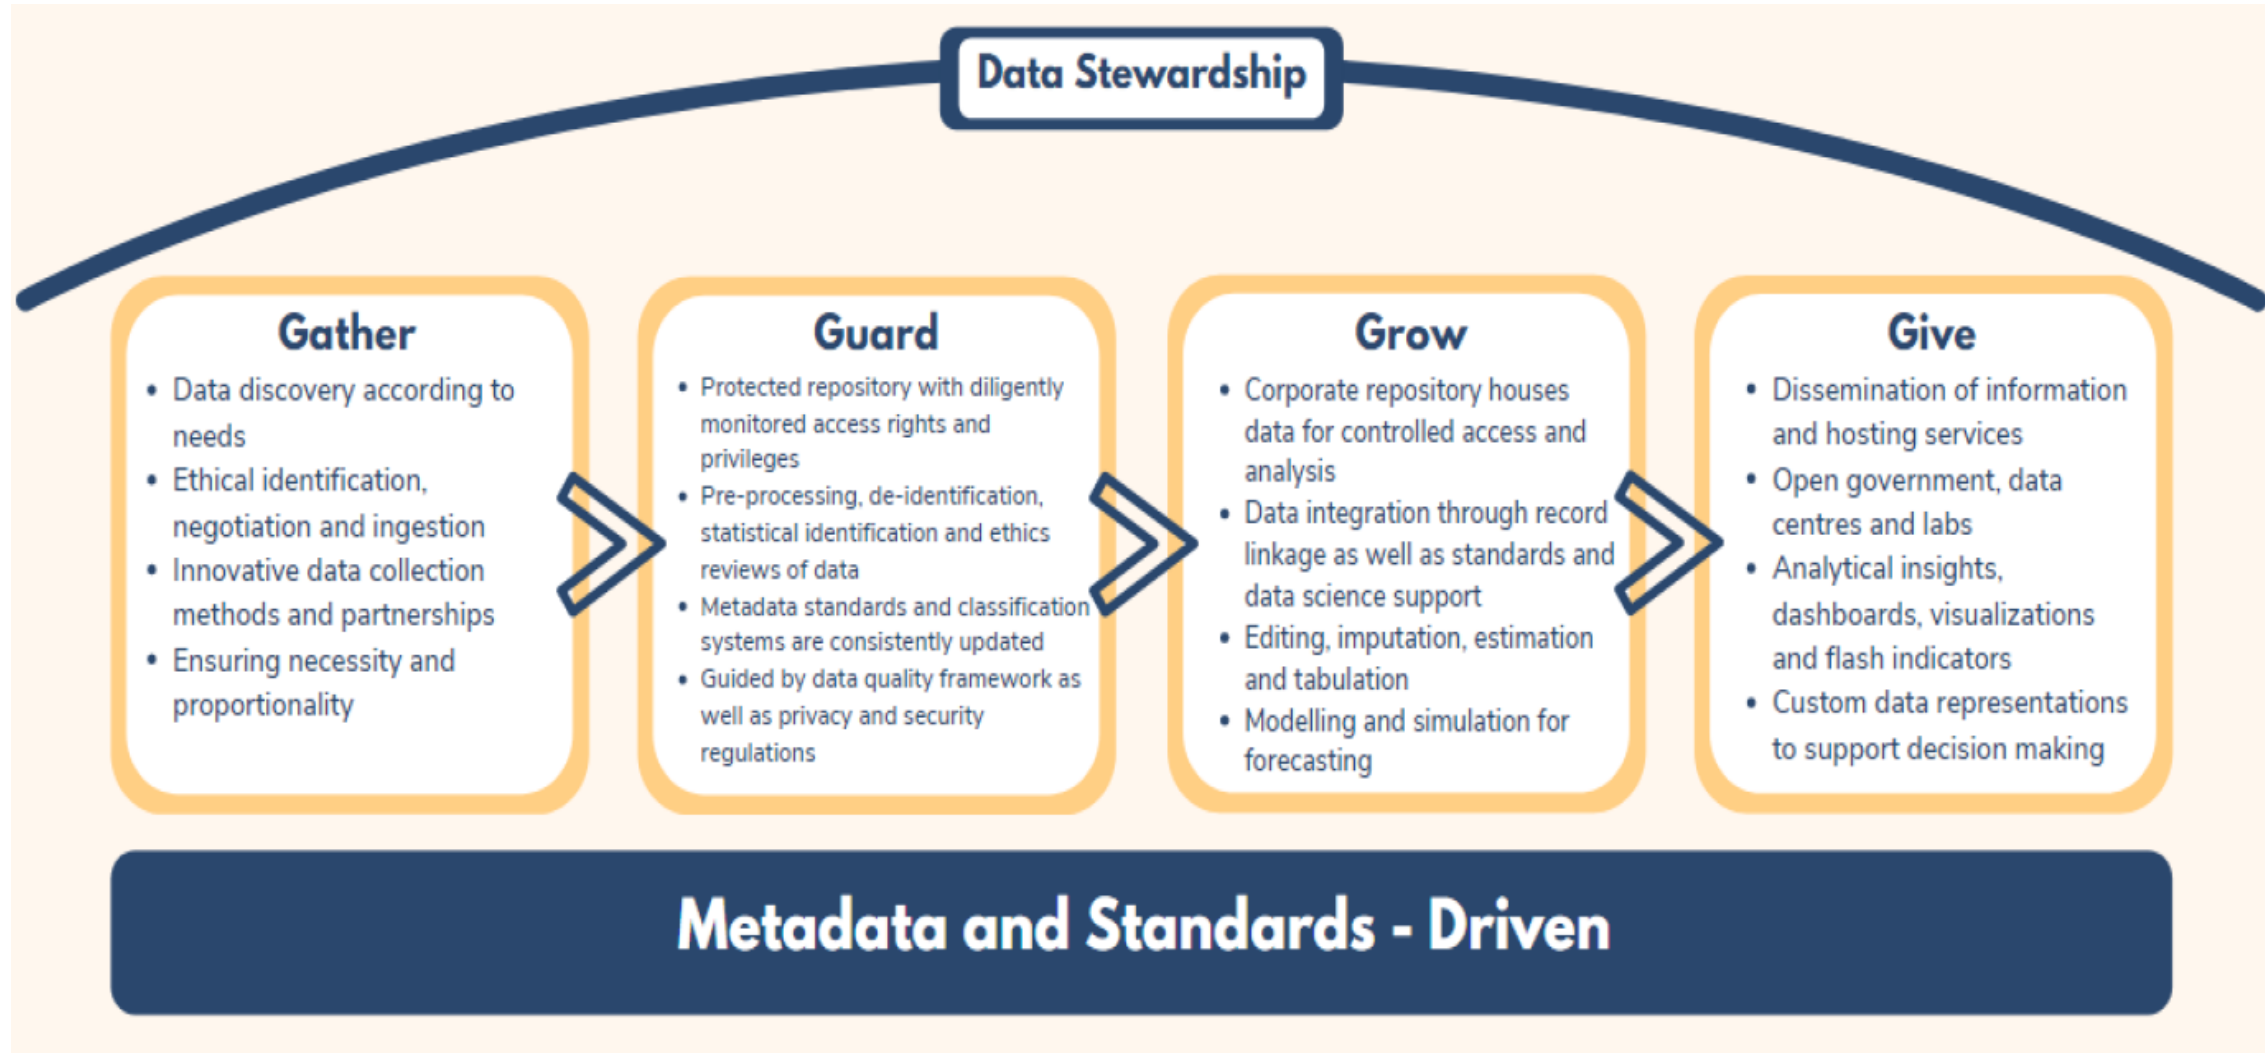 Data Stewardship
Gather
• Data discovery according to
needs
• Ethical identification,
negotiation and ingestion
• Innovative data collection
methods and partnerships
• Ensuring necessity and
proportionality
Guard
• Protected repository with diligently
monitored access rights and
privileges
• Pre-processing, de-identification,
statistical identification and ethics
reviews of data
• Metadata standards and classification
systems are consistently updated
• Guided by data quality framework as
well as privacy and security
regulations
Grow
• Corporate repository houses
data for controlled access and
analysis
• Data integration through record
linkage as well as standards and
data science support
• Editing, imputation, estimation
and tabulation
• Modelling and simulation for
forecasting
Give
• Dissemination of information
and hosting services
• Open government, data
centres and labs
• Analytical insights,
dashboards, visualizations
and flash indicators
• Custom data representations
to support decision making
Metadata and Standards - Driven